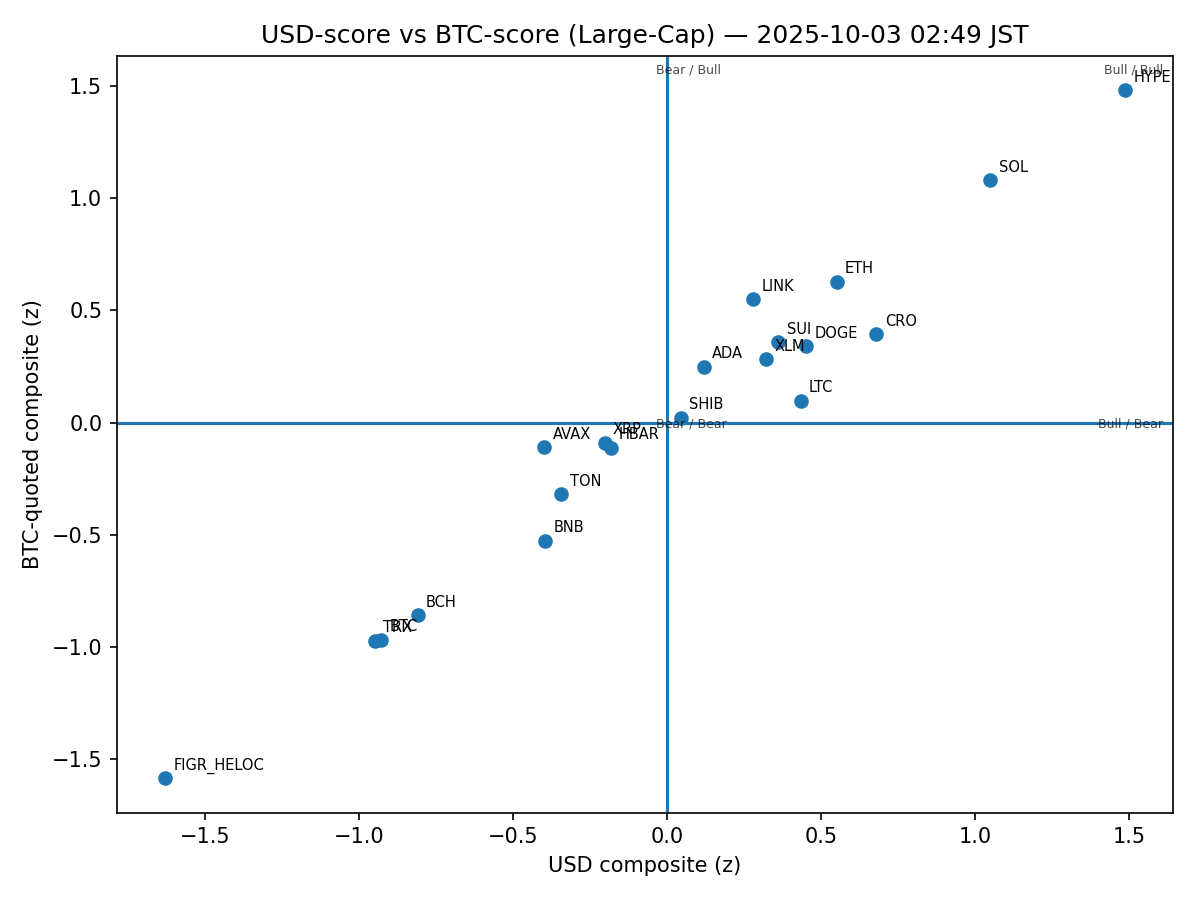 USD-score vs BTC-score (Large-Cap) — 2025-10-03 02:49 JST
Bear / Bull
Bull / Bull
HYPE
1.5
SOL
1.0
ETH
LINK
0.5
CRO
SUI
DOGE
XLM
ADA
LTC
SHIB
0.0
Bear / Bear
Bull / Bear
XRP
HBAR
AVAX
TON
BNB
−0.5
BCH
TRX
BTC
−1.0
FIGR_HELOC
−1.5
BTC-quoted composite (z)
−1.5
−1.0
−0.5
0.0
0.5
1.0
1.5
USD composite (z)